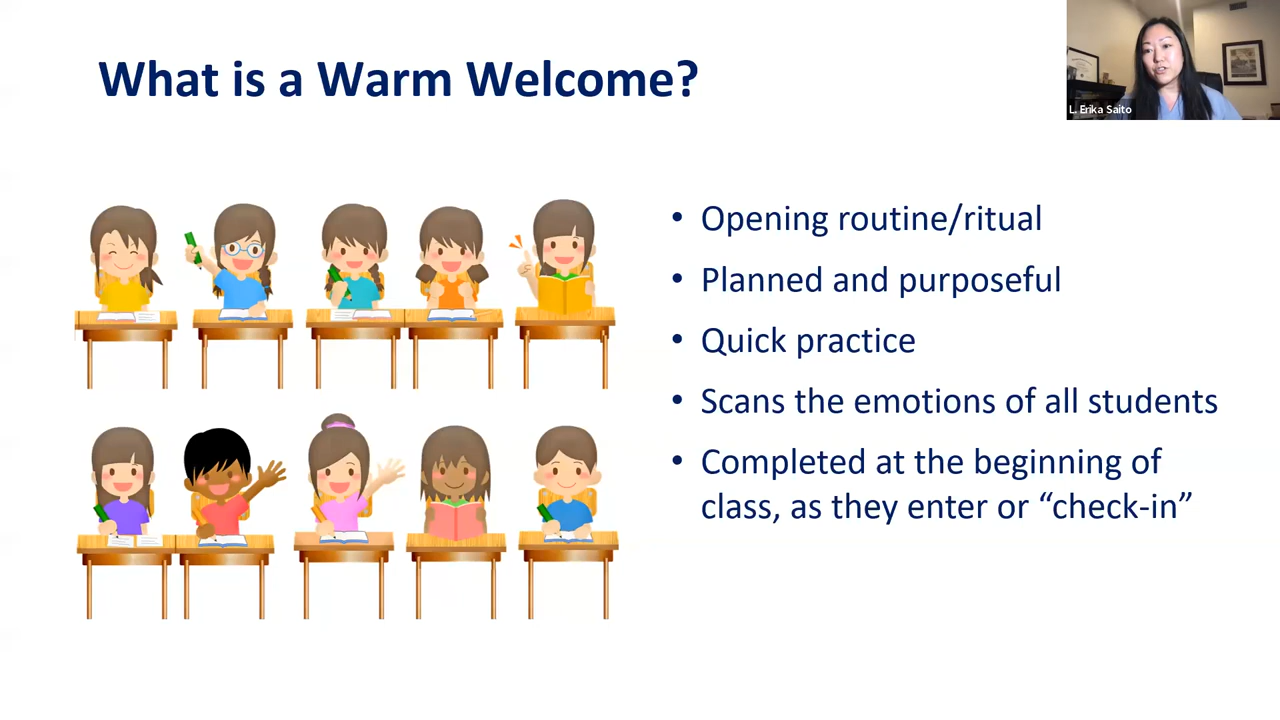 What is a Warm Welcome?
L. Erika Saito
• Opening routine/ritual
• Planned and purposeful
• Quick practice
• Scans the emotions of all students
• Completed at the beginning of
class, as they enter or “check-in”